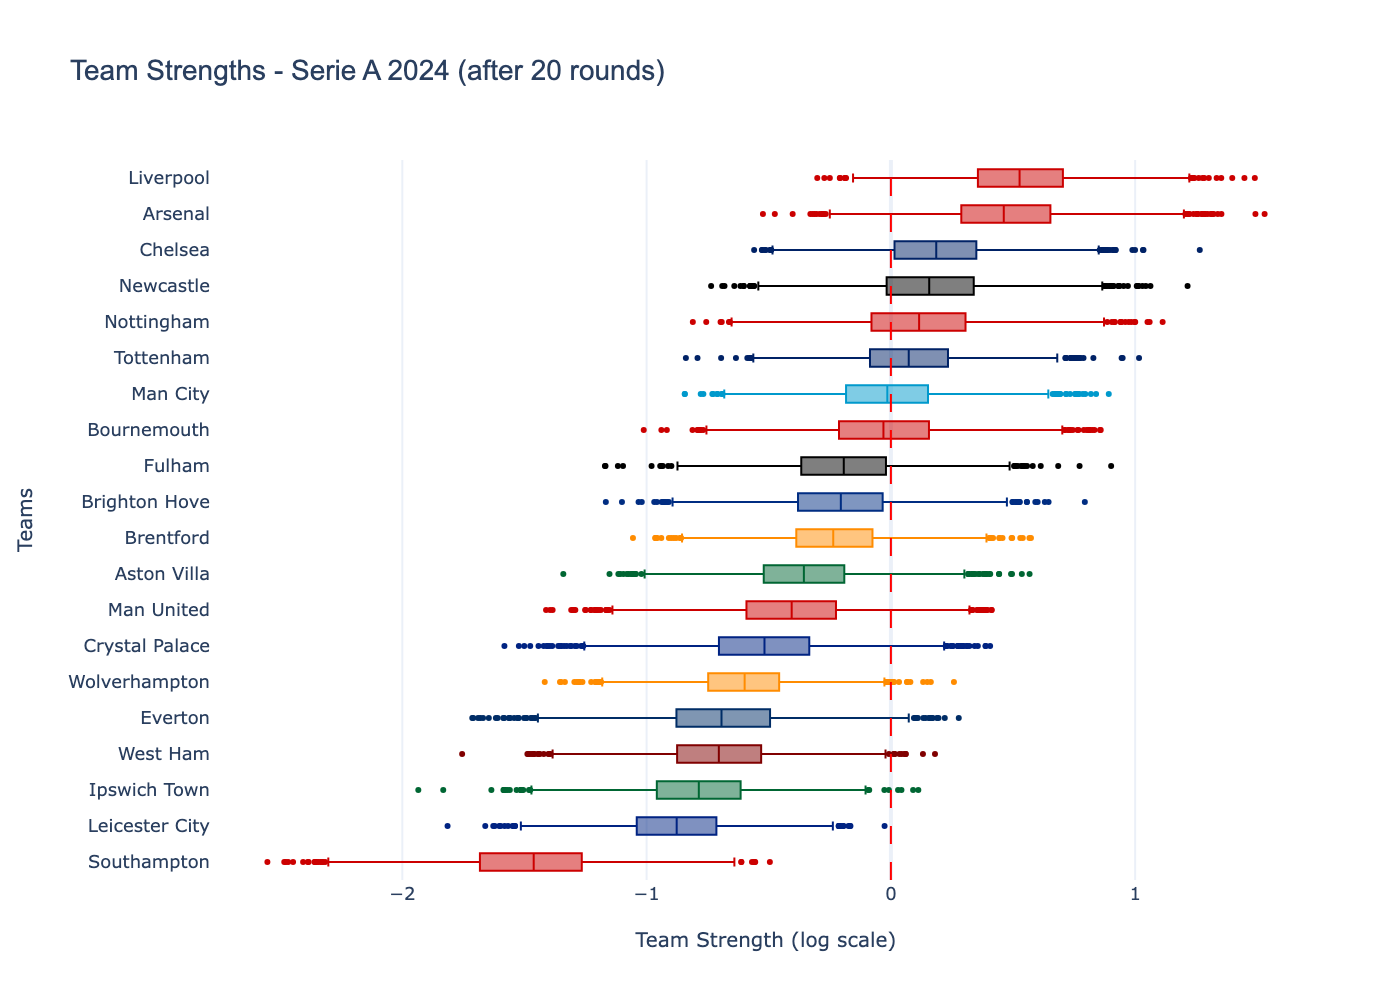 Team Strengths - Serie A 2024 (after 20 rounds)
Liverpool
Arsenal
Chelsea
Newcastle
Nottingham
Tottenham
Man City
Bournemouth
Fulham
Brighton Hove
Brentford
Aston Villa
Man United
Crystal Palace
Wolverhampton
Everton
West Ham
Ipswich Town
Leicester City
Southampton
Teams
−2 −1 0 1
Team Strength (log scale)